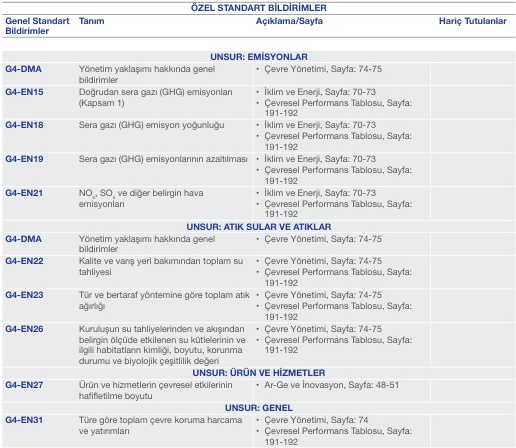 ÖZEL STANDART BİLDİRİMLER
Genel Standart Bildirimler Tanım Açıklama/Sayfa Hariç Tutulanlar
UNSUR: EMİSYONLAR
G4-DMA Yönetim yaklaşımı hakkında genel • Çevre Yönetimi, Sayfa: 74-75
bildirimler
G4-EN15 Doğrudan sera gazı (GHG) emisyonları • İklim ve Enerji, Sayfa: 70-73
(Kapsam 1) • Çevresel Performans Tablosu, Sayfa:
191-192
G4-EN18 Sera gazı (GHG) emisyon yoğunluğu • İklim ve Enerji, Sayfa: 70-73
• Çevresel Performans Tablosu, Sayfa:
191-192
G4-EN19 Sera gazı (GHG) emisyonlarının azaltılması • İklim ve Enerji, Sayfa: 70-73
• Çevresel Performans Tablosu, Sayfa:
191-192
G4-EN21 NOx, SOx ve diğer belirgin hava • İklim ve Enerji, Sayfa: 70-73
emisyonları • Çevresel Performans Tablosu, Sayfa:
191-192
UNSUR: ATIK SULAR VE ATIKLAR
G4-DMA Yönetim yaklaşımı hakkında genel • Çevre Yönetimi, Sayfa: 74-75
bildirimler
G4-EN22 Kalite ve varış yeri bakımından toplam su • Çevre Yönetimi, Sayfa: 74-75
tahliyesi • Çevresel Performans Tablosu, Sayfa:
191-192
G4-EN23 Tür ve bertaraf yöntemine göre toplam atık • Çevre Yönetimi, Sayfa: 74-75
ağırlığı • Çevresel Performans Tablosu, Sayfa:
191-192
G4-EN26 Kuruluşun su tahliyelerinden ve akışından • Çevre Yönetimi, Sayfa: 74-75
belirgin ölçüde etkilenen su kütlelerinin ve • Çevresel Performans Tablosu, Sayfa:
ilgili habitatların kimliği, boyutu, korunma 191-192
durumu ve biyolojik çeşitlilik değeri
UNSUR: ÜRÜN VE HİZMETLER
G4-EN27 Ürün ve hizmetlerin çevresel etkilerinin • Ar-Ge ve İnovasyon, Sayfa: 48-51
hafifletilme boyutu
UNSUR: GENEL
G4-EN31 Türe göre toplam çevre koruma harcama • Çevre Yönetimi, Sayfa: 74
ve yatırımları • Çevresel Performans Tablosu, Sayfa:
191-192